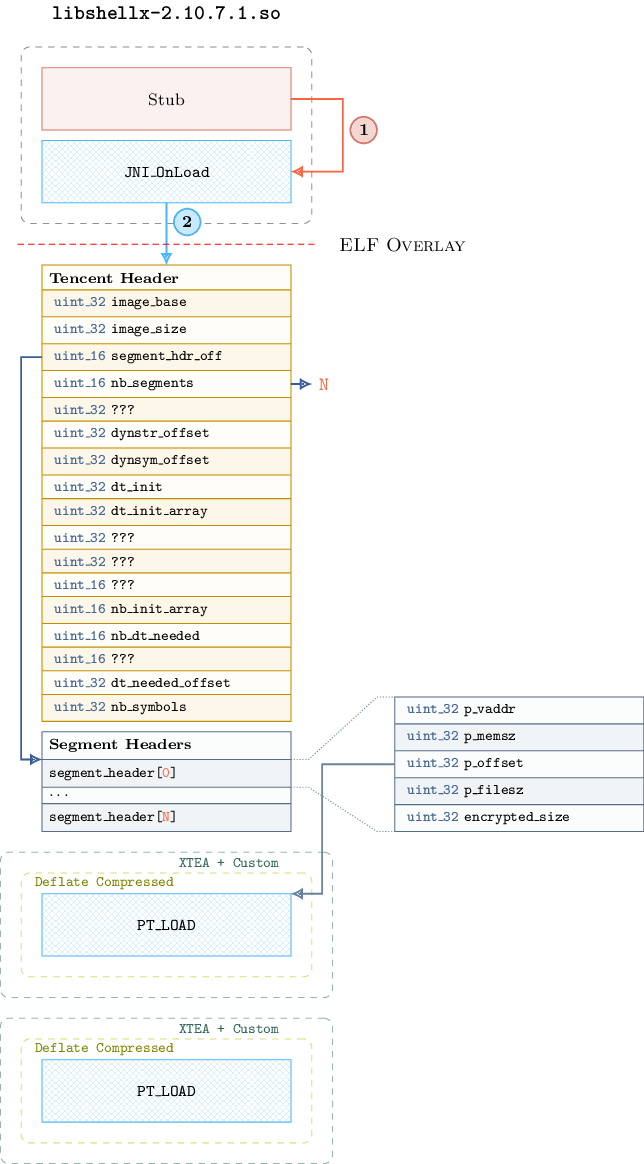 libshellx-2.10.7.1.so
Stub
1
JNI_OnLoad
2
ELF OVERLAY
Tencent Header
uint_32 image_base
uint_32 image_size
uint_16 segment_hdr_off
uint_16 nb_segments
N
uint_32 ???
uint_32 dynstr_offset
uint_32 dynsym_offset
uint_32 dt_init
uint_32 dt_init_array
uint_32 ???
uint_32 ???
uint_16 ???
uint_16 nb_init_array
uint_16 nb_dt_needed
uint_16 ???
uint_32 dt_needed_offset
uint_32 nb_symbols
Segment Headers
segment_header[0]
...
segment_header[N]
uint_32 p_vaddr
uint_32 p_memsz
uint_32 p_offset
uint_32 p_filesz
uint_32 encrypted_size
XTEA + Custom
Deflate Compressed
PT_LOAD
XTEA + Custom
Deflate Compressed
PT_LOAD